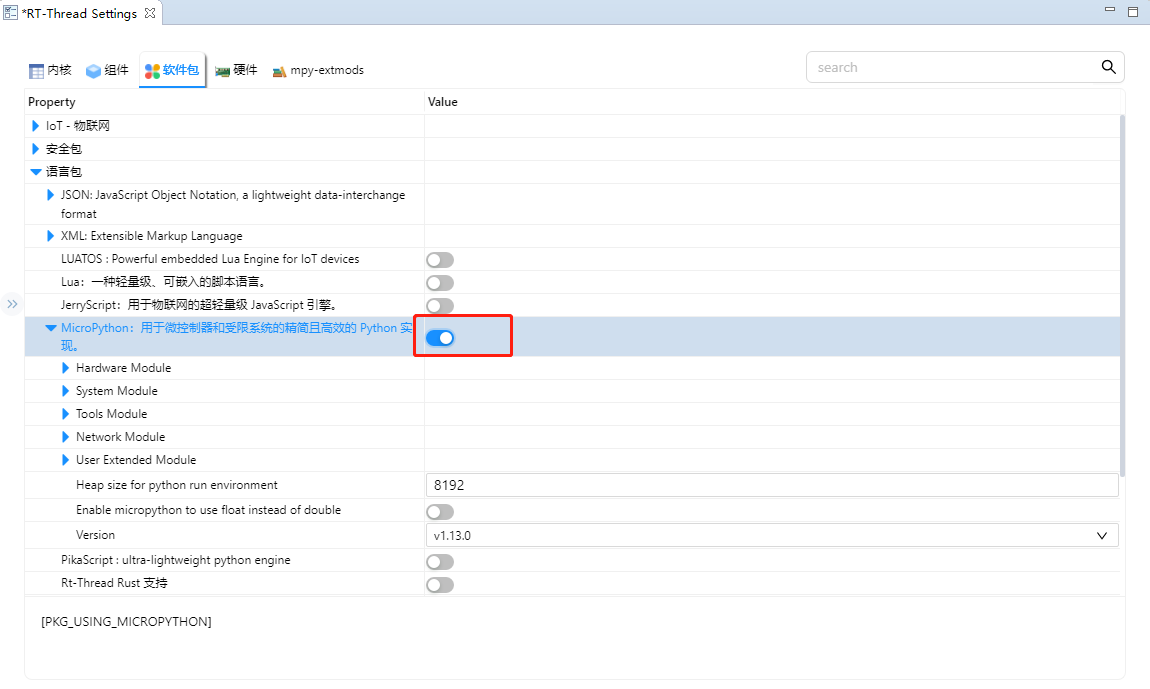 *RT-Thread Settings
内核 组件 软件包 硬件 mpy-extmods
search
Property Value
IoT - 物联网
安全包
语言包
JSON: JavaScript Object Notation, a lightweight data-interchange
format
XML: Extensible Markup Language
LUATOS : Powerful embedded Lua Engine for IoT devices
Lua：一种轻量级、可嵌入的脚本语言。
JerryScript：用于物联网的超轻量级 JavaScript 引擎。
MicroPython：用于微控制器和受限系统的精简且高效的 Python 实
现。
Hardware Module
System Module
Tools Module
Network Module
User Extended Module
Heap size for python run environment 8192
Enable micropython to use float instead of double
Version v1.13.0
PikaScript : ultra-lightweight python engine
Rt-Thread Rust 支持
[PKG_USING_MICROPYTHON]